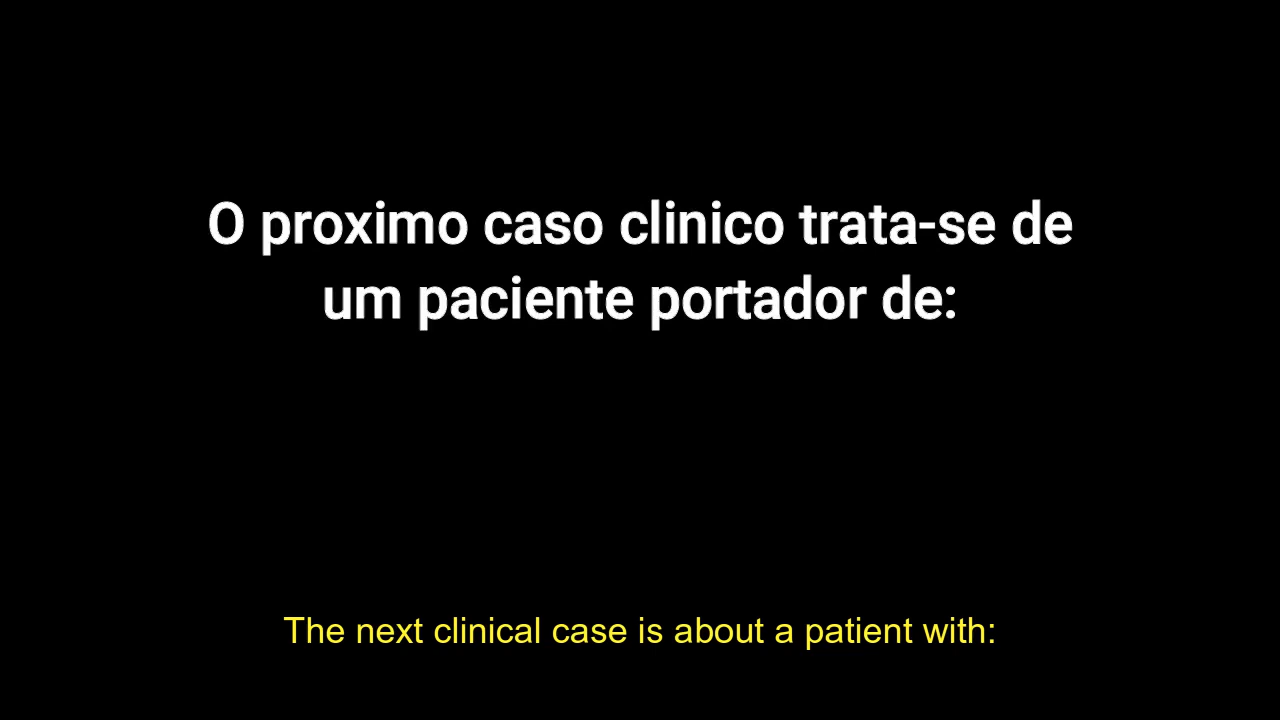 O proximo caso clinico trata-se de
um paciente portador de:
The next clinical case is about a patient with: